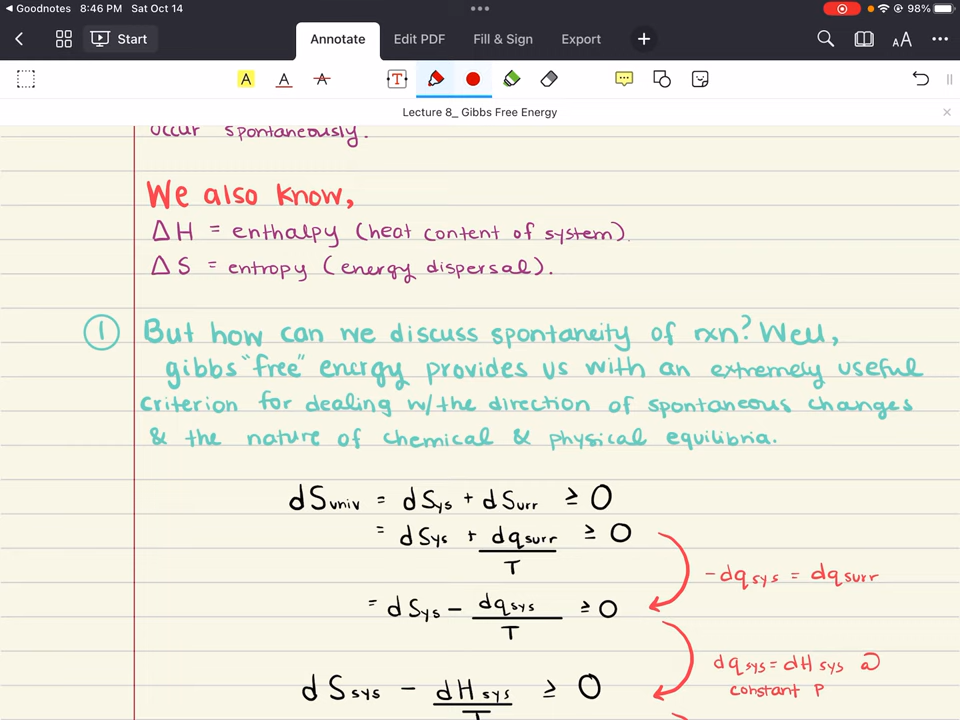 Goodnotes 8:46 PM Sat Oct 14 98%
Start Annotate Edit PDF Fill & Sign Export
Lecture 8_ Gibbs Free Energy
occur spontaneously.
We also know,
ΔH = enthalpy (heat content of system).
ΔS = entropy (energy dispersal).
① But how can we discuss spontaneity of rxn? Well,
gibbs "free" energy provides us with an extremely useful
criterion for dealing w/the direction of spontaneous changes
& the nature of chemical & physical equilibria.
dSuniv = dSsys + dSurr ≥ 0
= dSsys + dqsurr/T ≥ 0
-dqsys = dqsurr
= dSsys - dqsys/T ≥ 0
dqsys = dHsys @
constant P
dSsys - dHsys/T ≥ 0